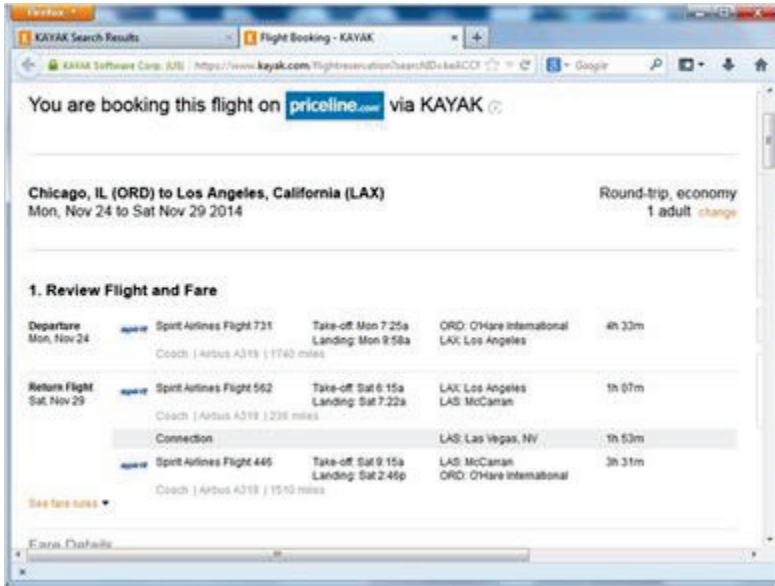 Firefox
KAYAK Search Results
Flight Booking - KAYAK
KAYAK Software Corp. (US) https://www.kayak.com/flightreservation?
Google
You are booking this flight on priceline.com via KAYAK
Chicago, IL (ORD) to Los Angeles, California (LAX)
Round-trip, economy
Mon, Nov 24 to Sat Nov 29 2014
1 adult change
1. Review Flight and Fare
Departure
Mon, Nov 24
spirit Spirit Airlines Flight 731
Take-off: Mon 7:25a
Landing: Mon 9:58a
ORD: O'Hare International
LAX: Los Angeles
4h 33m
Coach | Airbus A319 | 1740 miles
Return Flight
Sat, Nov 29
spirit Spirit Airlines Flight 562
Take-off: Sat 6:15a
Landing: Sat 7:22a
LAX: Los Angeles
LAS: McCarran
1h 07m
Coach | Airbus A319 | 236 miles
Connection
LAS: Las Vegas, NV
1h 53m
spirit Spirit Airlines Flight 446
Take-off: Sat 9:15a
Landing: Sat 2:46p
LAS: McCarran
ORD: O'Hare International
3h 31m
Coach | Airbus A319 | 1510 miles
See fare rules
Fare Details